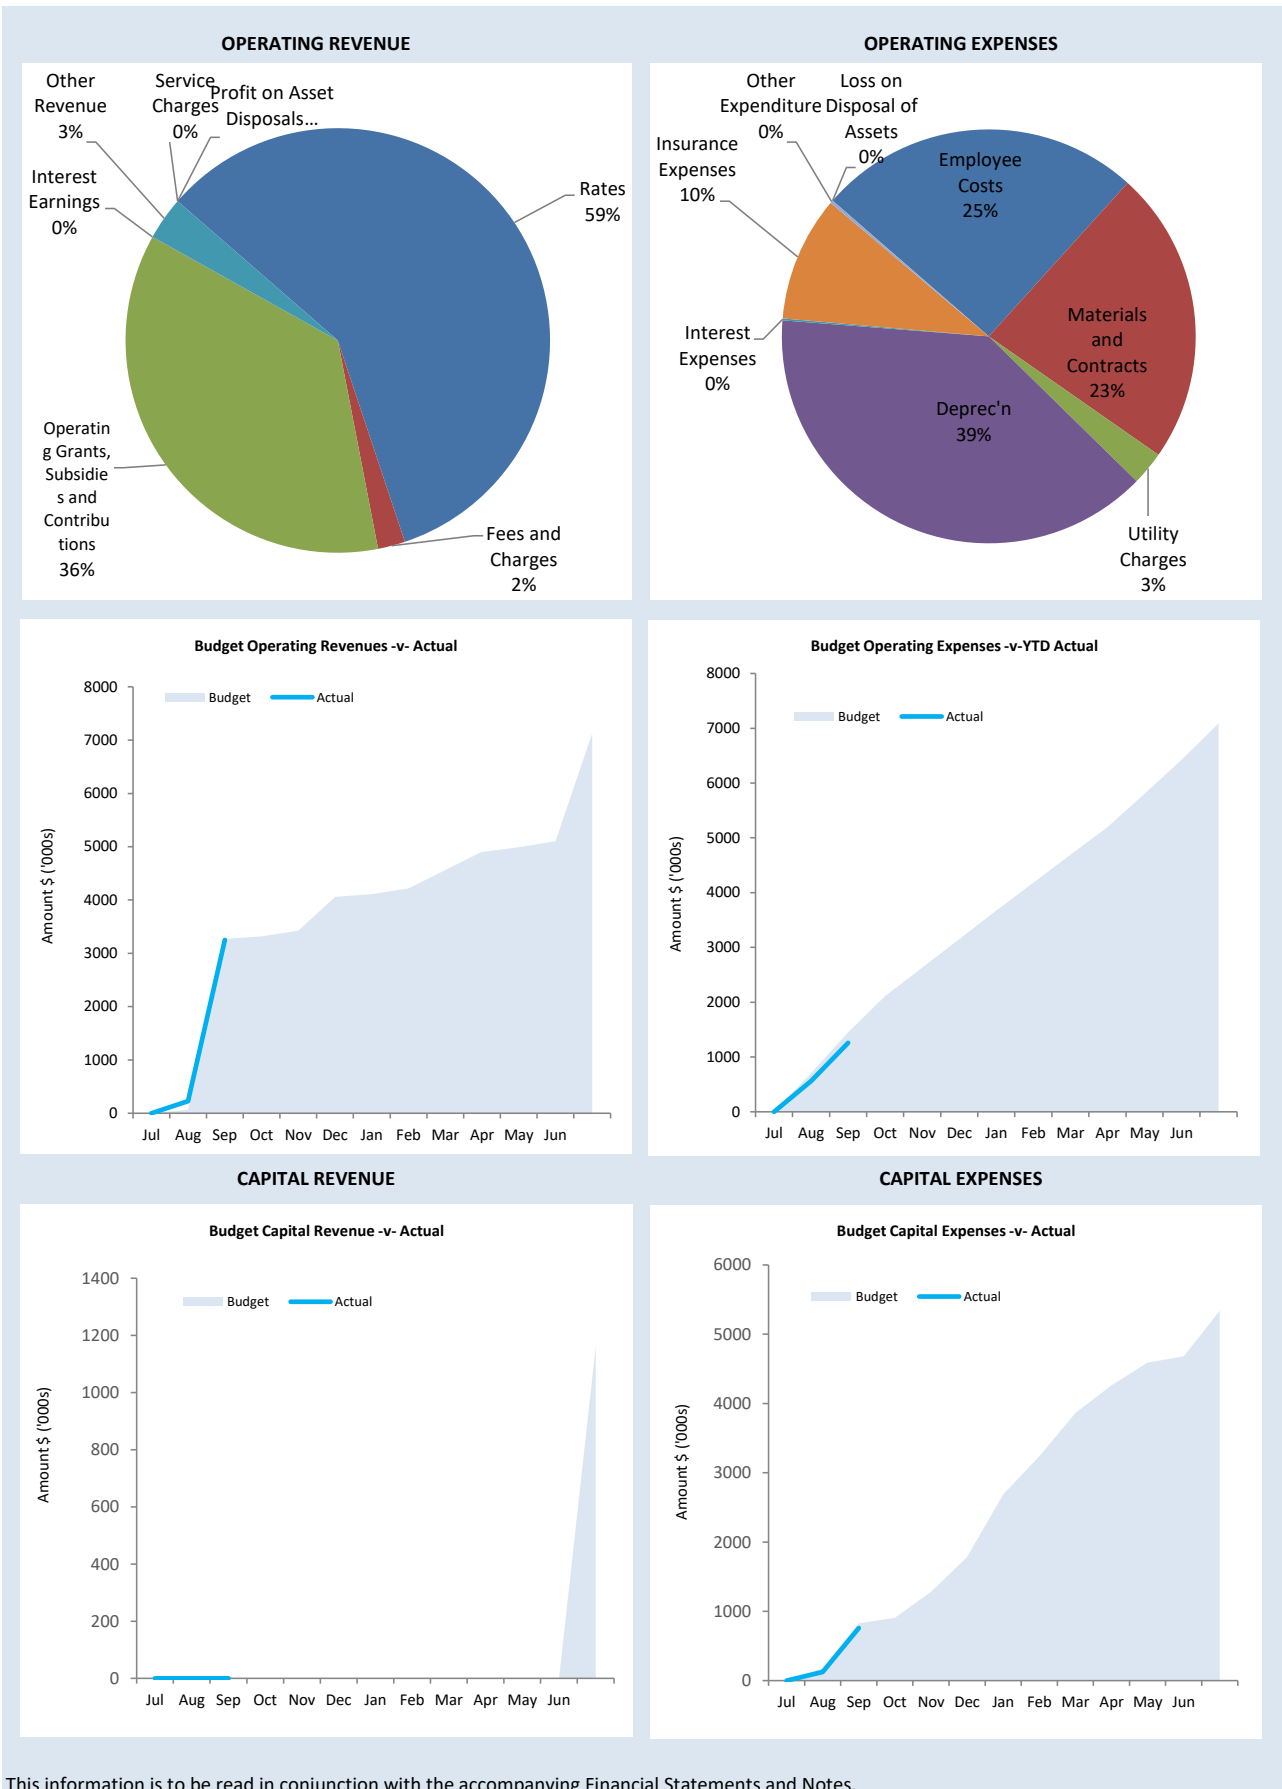 OPERATING REVENUE
OPERATING EXPENSES
Other
Revenue
3%
Service
Charges
0%
Profit on Asset
Disposals...
Interest
Earnings
0%
Rates
59%
Operatin
g Grants,
Subsidie
s and
Contribu
tions
36%
Fees and
Charges
2%
Other
Expenditure
0%
Loss on
Disposal of
Assets
0%
Insurance
Expenses
10%
Employee
Costs
25%
Materials
and
Contracts
23%
Interest
Expenses
0%
Deprec'n
39%
Utility
Charges
3%
Budget Operating Revenues -v- Actual
Budget
Actual
8000
7000
6000
5000
4000
3000
2000
1000
0
Amount $ ('000s)
Jul Aug Sep Oct Nov Dec Jan Feb Mar Apr May Jun
Budget Operating Expenses -v-YTD Actual
Budget
Actual
8000
7000
6000
5000
4000
3000
2000
1000
0
Amount $ ('000s)
Jul Aug Sep Oct Nov Dec Jan Feb Mar Apr May Jun
CAPITAL REVENUE
CAPITAL EXPENSES
Budget Capital Revenue -v- Actual
Budget
Actual
1400
1200
1000
800
600
400
200
0
Amount $ ('000s)
Jul Aug Sep Oct Nov Dec Jan Feb Mar Apr May Jun
Budget Capital Expenses -v- Actual
Budget
Actual
6000
5000
4000
3000
2000
1000
0
Amount $ ('000s)
Jul Aug Sep Oct Nov Dec Jan Feb Mar Apr May Jun
This information is to be read in conjunction with the accompanying Financial Statements and Notes.